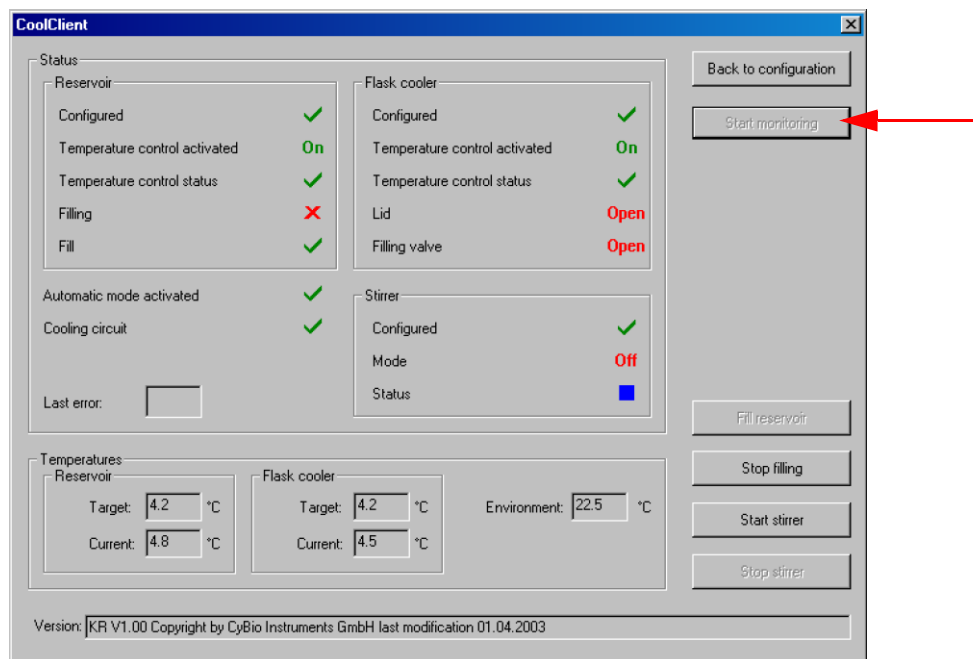 CoolClient
Status
Reservoir
Configured
Temperature control activated On
Temperature control status
Filling
Fill
Flask cooler
Configured
Temperature control activated On
Temperature control status
Lid Open
Filling valve Open
Automatic mode activated
Cooling circuit
Last error:
Stirrer
Configured
Mode Off
Status
Temperatures
Reservoir
Target: 4.2 °C
Current: 4.8 °C
Flask cooler
Target: 4.2 °C
Current: 4.5 °C
Environment: 22.5 °C
Back to configuration
Start monitoring
Fill reservoir
Stop filling
Start stirrer
Stop stirrer
Version: KR V1.00 Copyright by CyBio Instruments GmbH last modification 01.04.2003